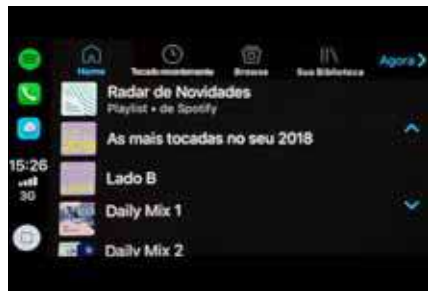 Home
Tocado recentemente
Browse
Sua Biblioteca
Agora
Radar de Novidades
Playlist • de Spotify
As mais tocadas no seu 2018
Lado B
15:26
3G
Daily Mix 1
Daily Mix 2